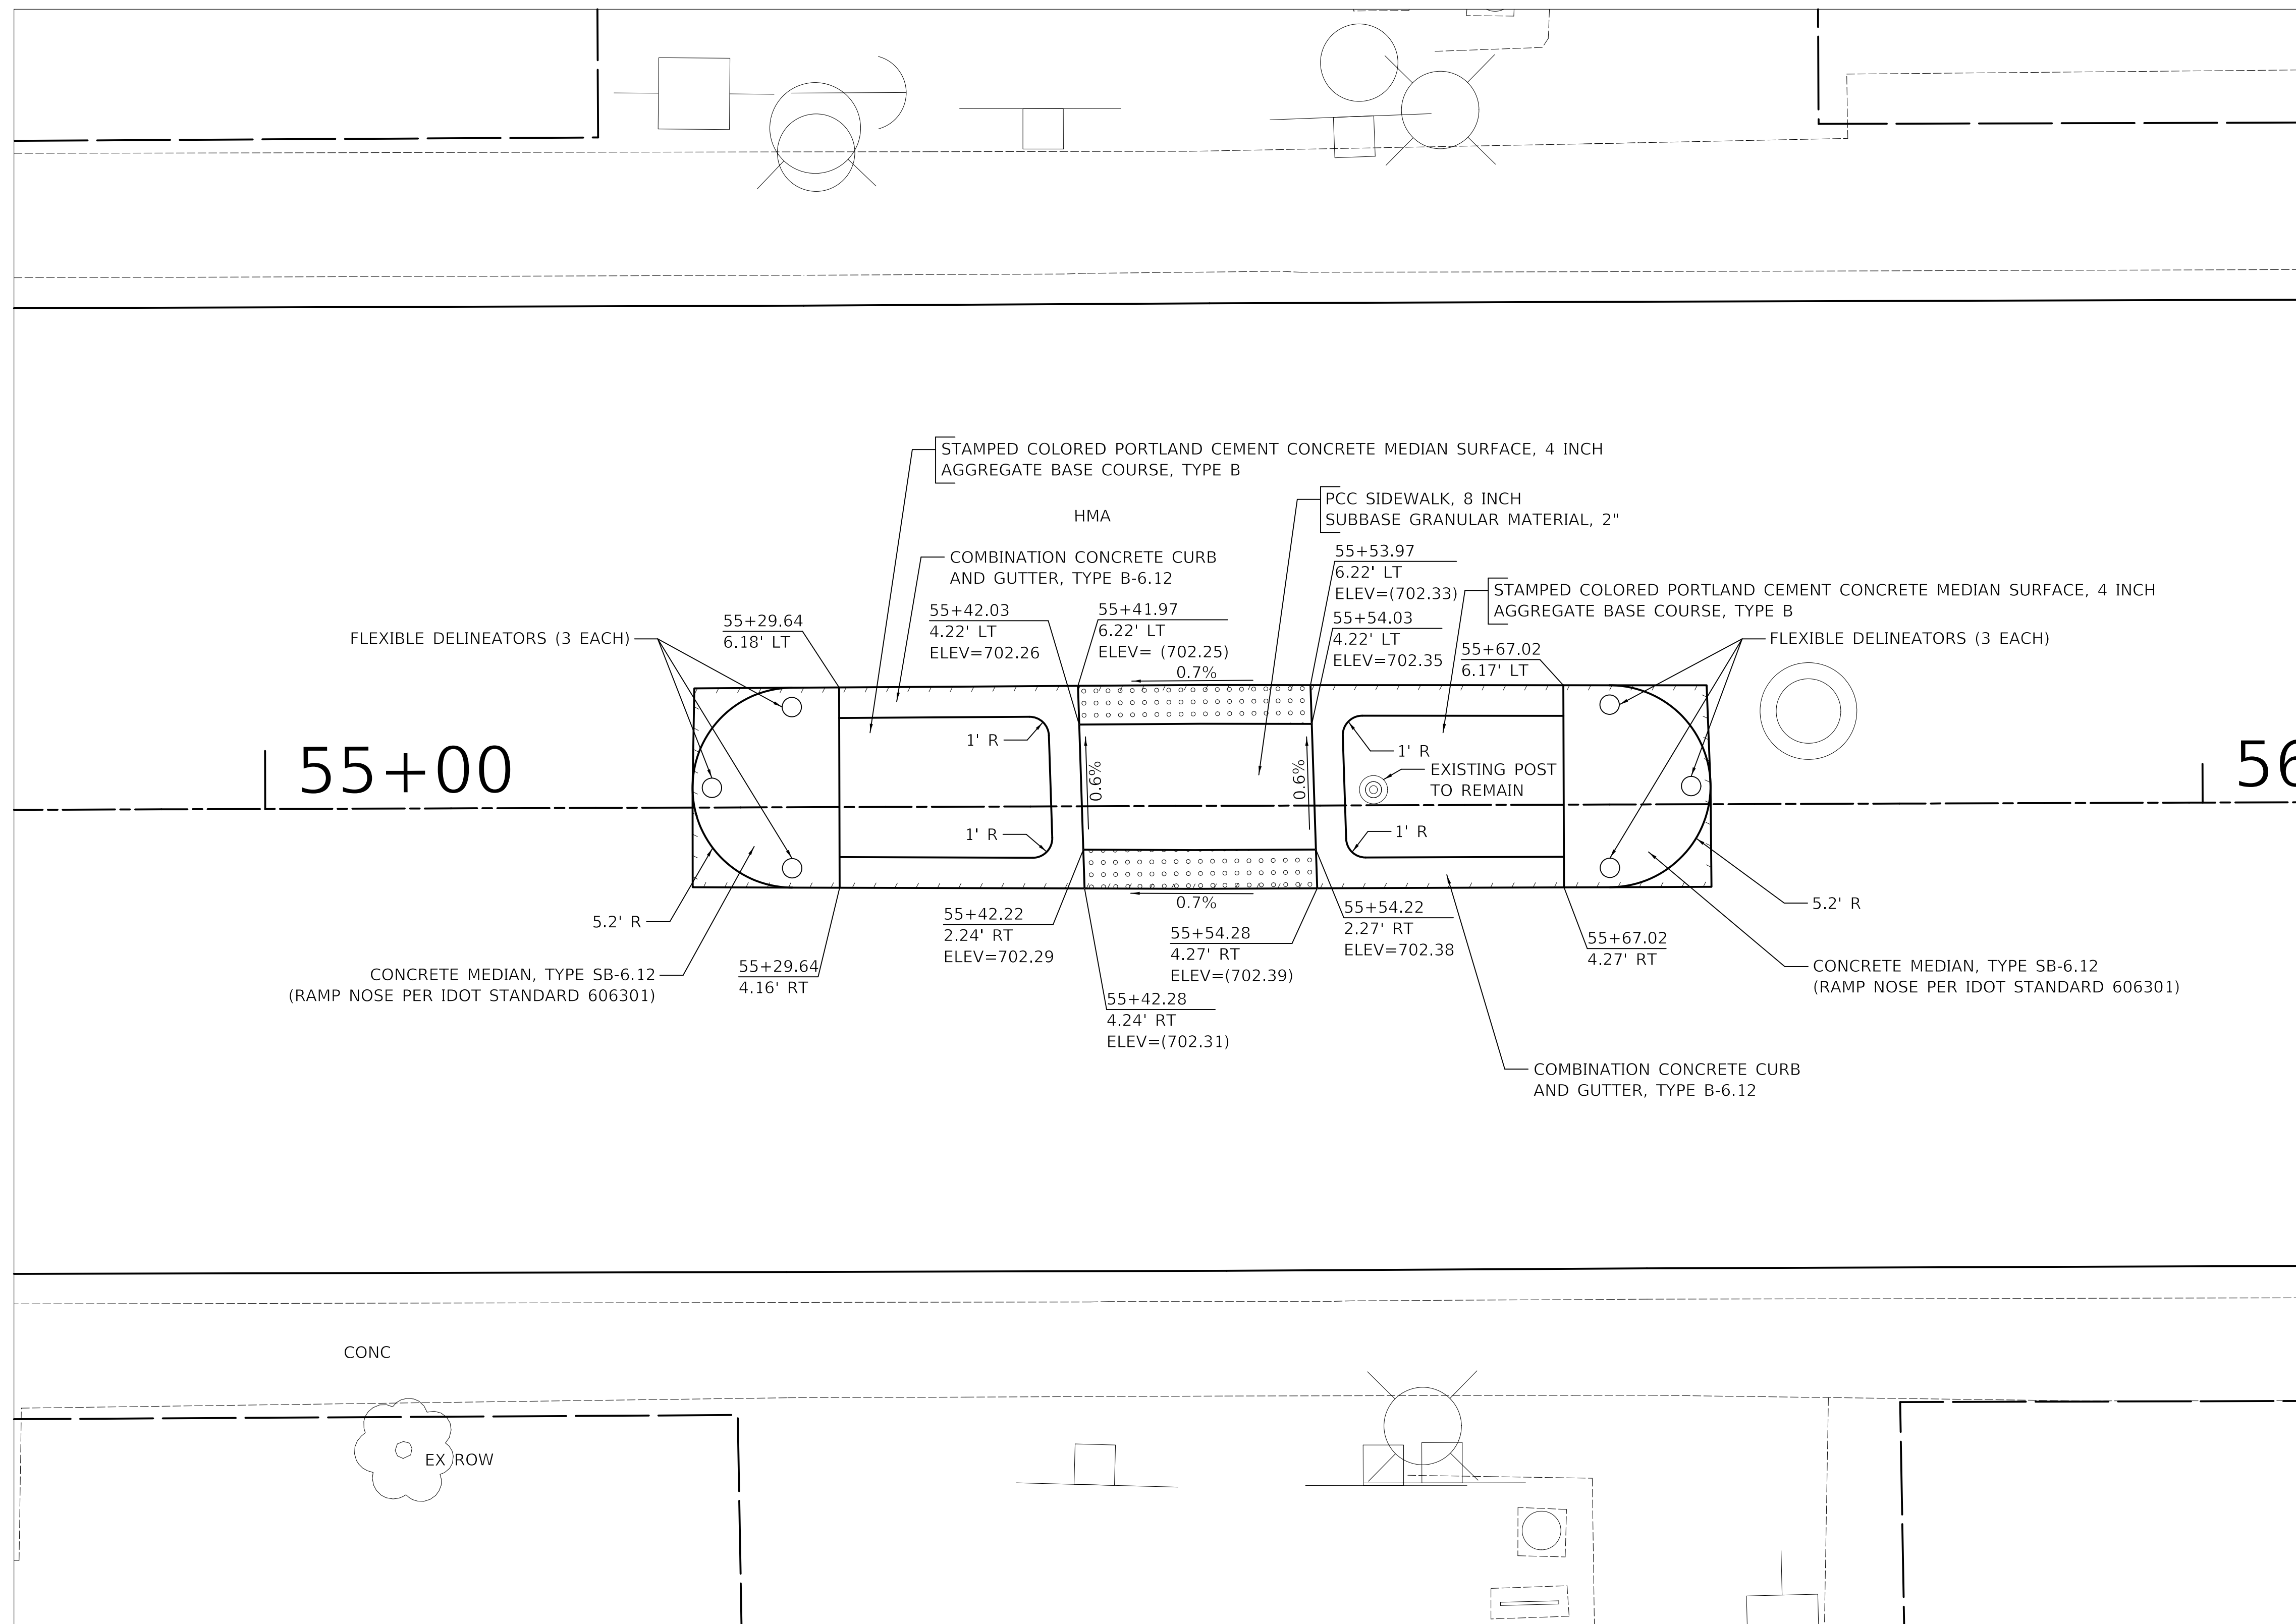 STAMPED COLORED PORTLAND CEMENT CONCRETE MEDIAN SURFACE, 4 INCH
AGGREGATE BASE COURSE, TYPE B
PCC SIDEWALK, 8 INCH
SUBBASE GRANULAR MATERIAL, 2"
HMA
COMBINATION CONCRETE CURB
AND GUTTER, TYPE B-6.12
55+53.97
6.22' LT
ELEV=(702.33)
STAMPED COLORED PORTLAND CEMENT CONCRETE MEDIAN SURFACE, 4 INCH
AGGREGATE BASE COURSE, TYPE B
55+42.03
4.22' LT
ELEV=702.26
55+41.97
6.22' LT
ELEV= (702.25)
0.7%
55+54.03
4.22' LT
ELEV=702.35
55+29.64
6.18' LT
55+67.02
6.17' LT
FLEXIBLE DELINEATORS (3 EACH)
FLEXIBLE DELINEATORS (3 EACH)
1' R
1' R
55+00
0.6%
0.6%
EXISTING POST
TO REMAIN
56
1' R
1' R
0.7%
5.2' R
5.2' R
55+42.22
2.24' RT
ELEV=702.29
55+54.28
4.27' RT
ELEV=(702.39)
55+54.22
2.27' RT
ELEV=702.38
55+67.02
4.27' RT
CONCRETE MEDIAN, TYPE SB-6.12
(RAMP NOSE PER IDOT STANDARD 606301)
55+29.64
4.16' RT
CONCRETE MEDIAN, TYPE SB-6.12
(RAMP NOSE PER IDOT STANDARD 606301)
55+42.28
4.24' RT
ELEV=(702.31)
COMBINATION CONCRETE CURB
AND GUTTER, TYPE B-6.12
CONC
EX ROW